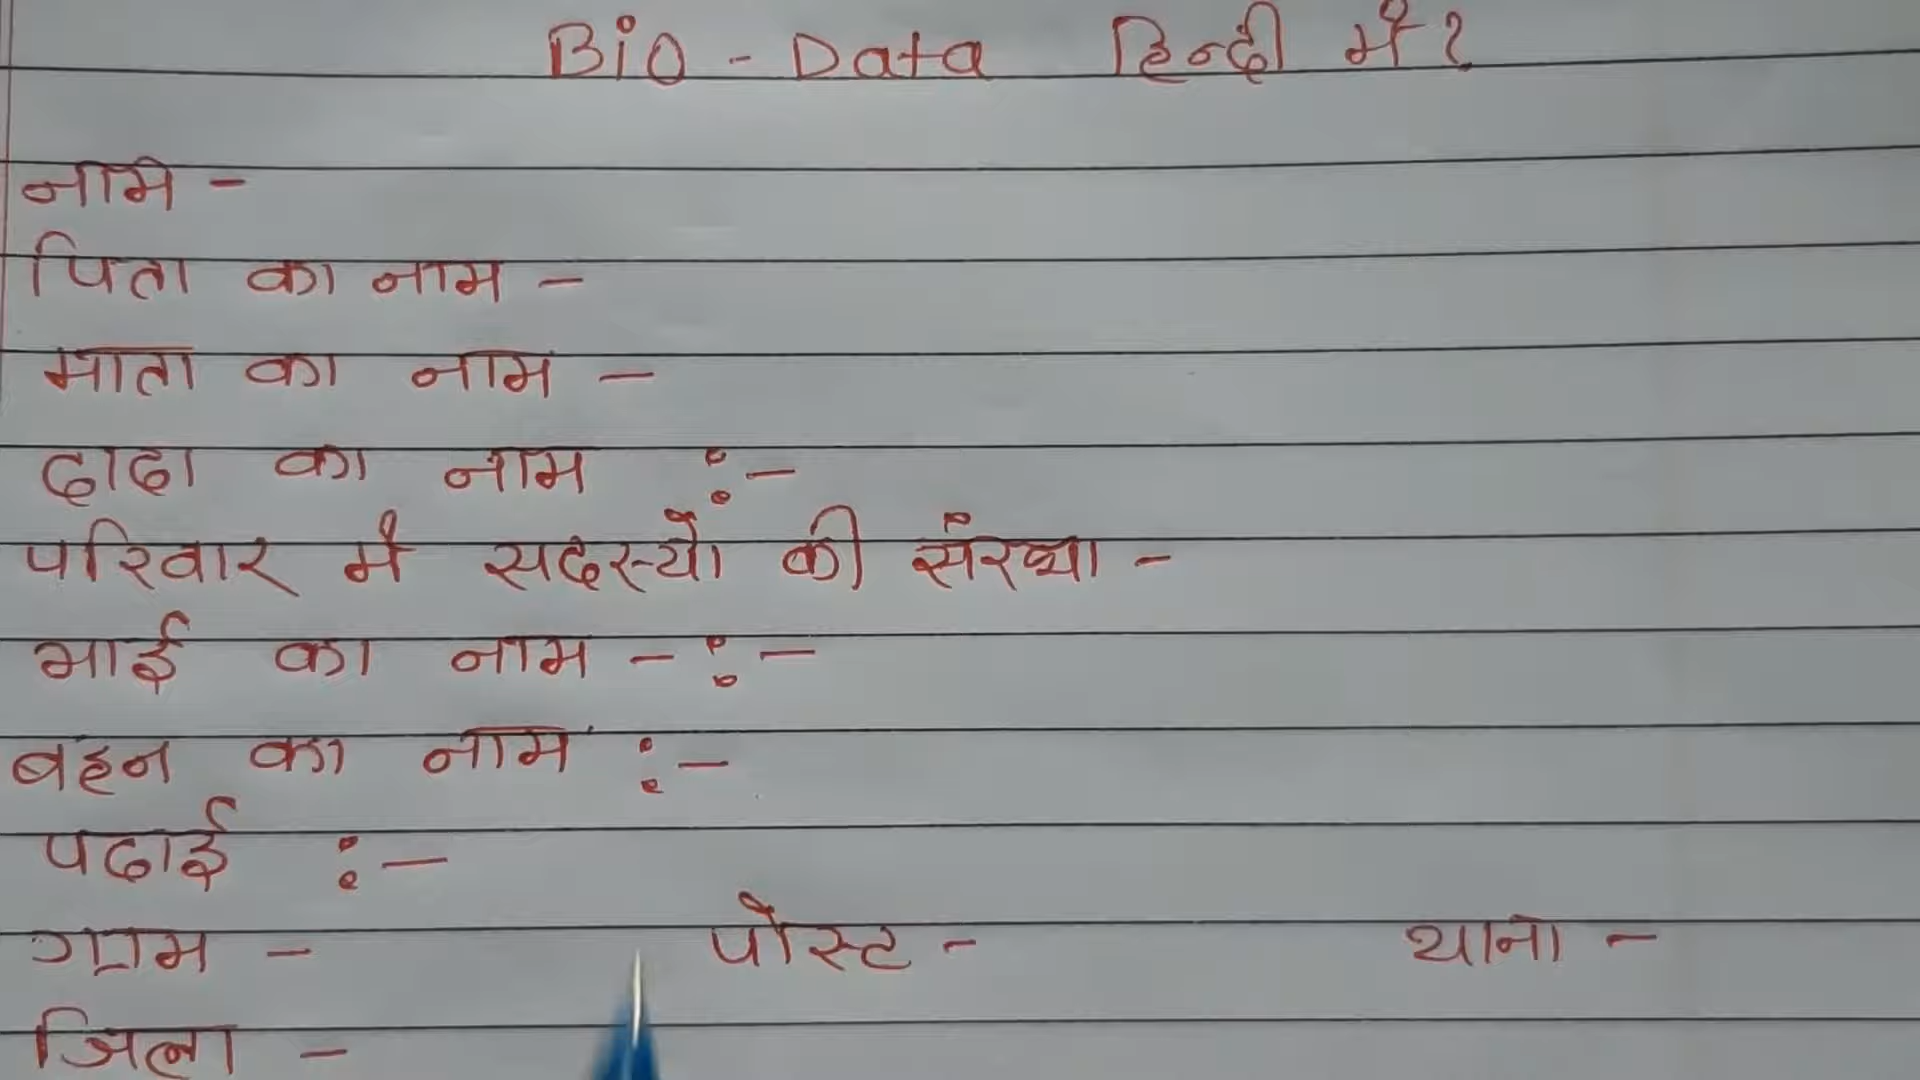 Bio - Data हिन्दी में ?
नाम -
पिता का नाम -
माता का नाम -
दादा का नाम :-
परिवार में सदस्यों की संख्या -
भाई का नाम - :-
बहन का नाम :-
पढाई :-
ग्राम - पोस्ट - थाना -
जिला -